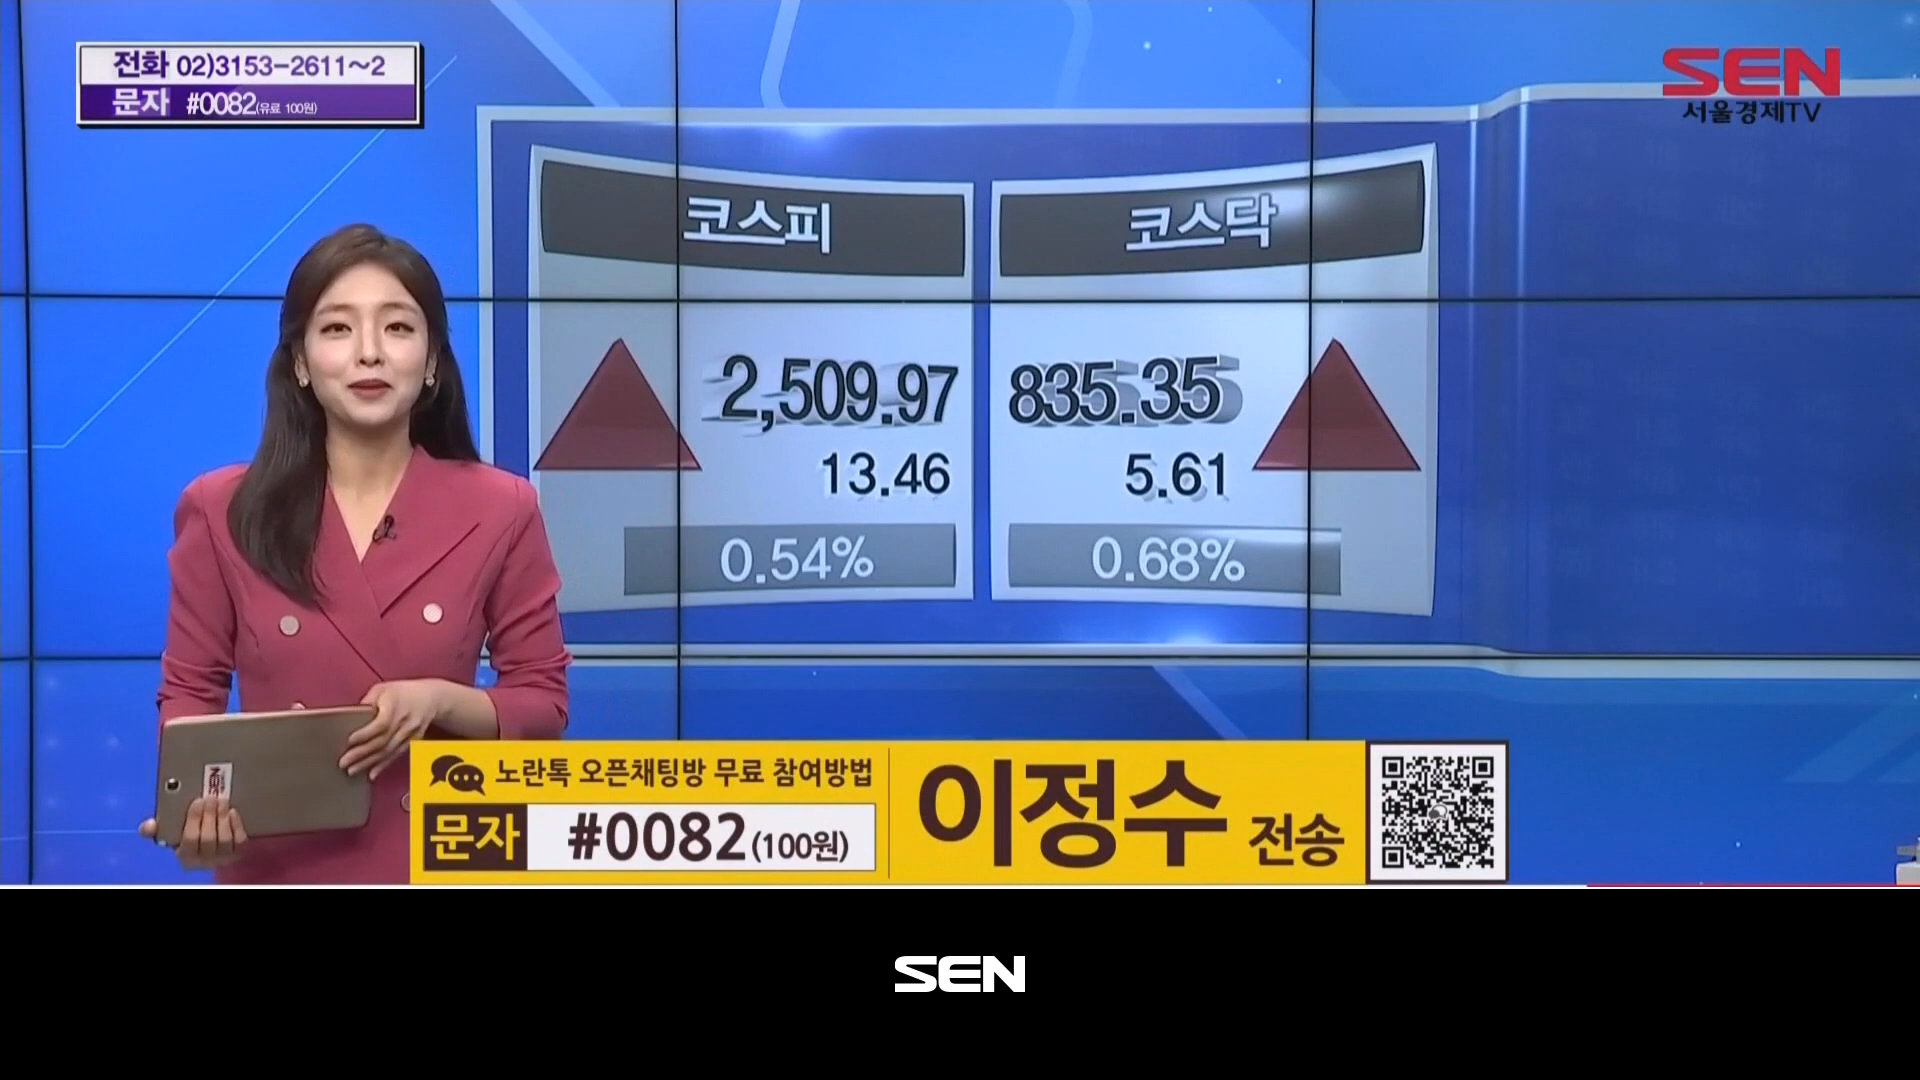 전화 02)3153-2611~2
문자 #0082(유료 100원)
SEN
서울경제TV
코스피
코스닥
2,509.97
13.46
0.54%
835.35
5.61
0.68%
노란톡 오픈채팅방 무료 참여방법
문자 #0082(100원)
이정수 전송
SEN